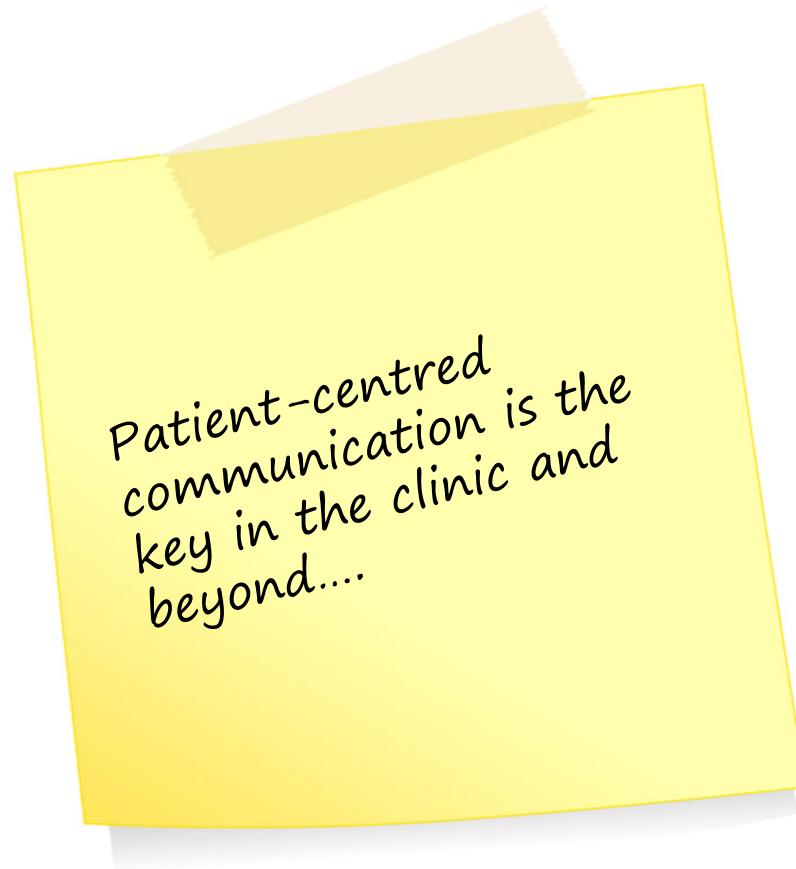 Patient-centred
communication is the
key in the clinic and
beyond....